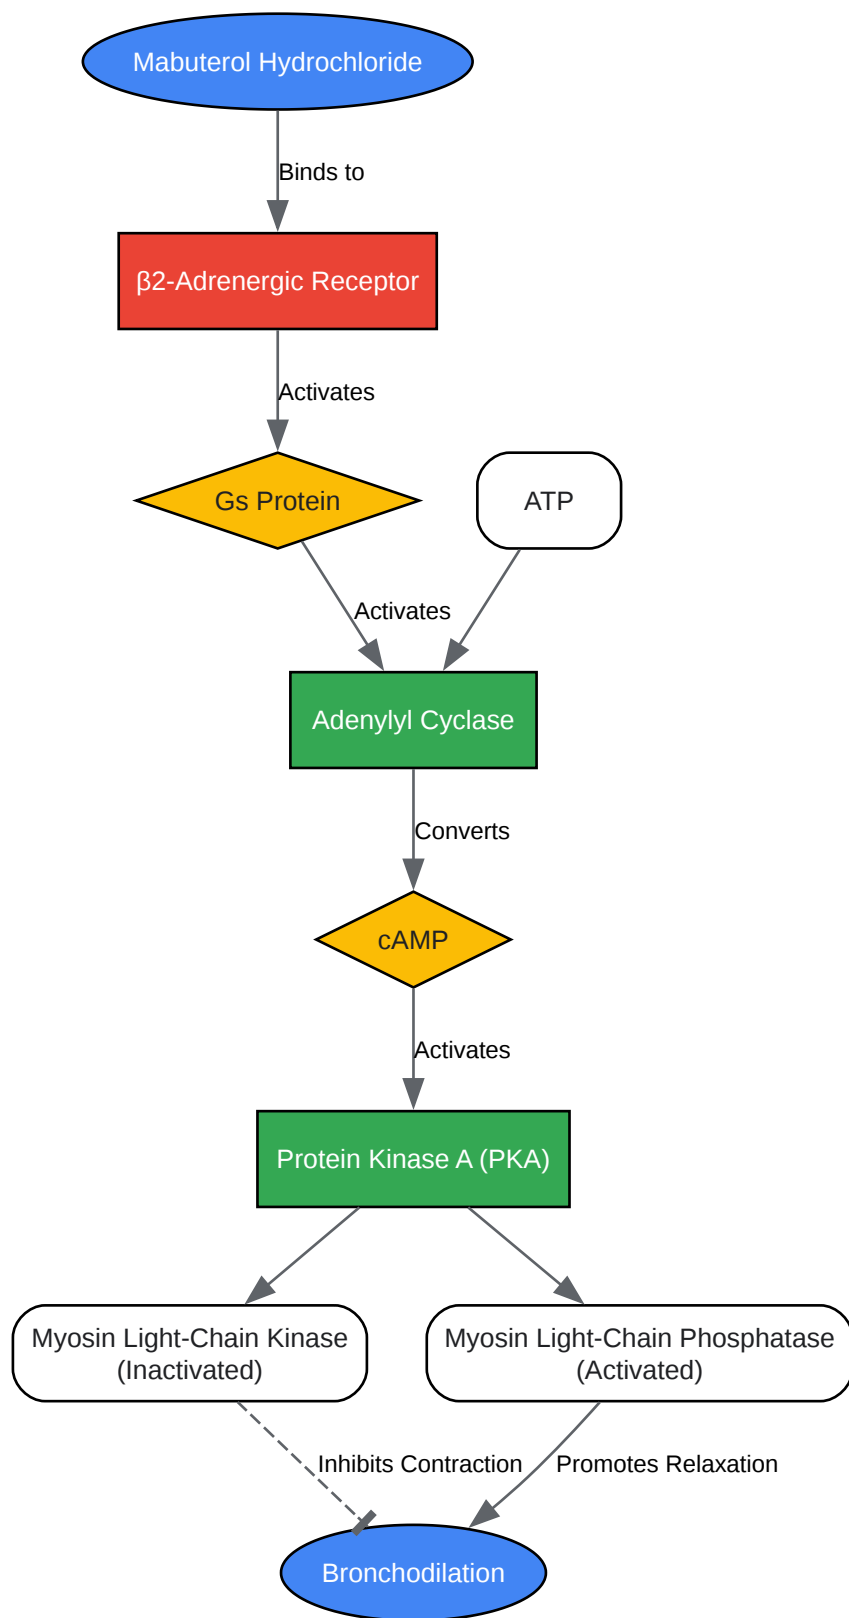 Mabuterol Hydrochloride
Binds to
β2-Adrenergic Receptor
Activates
Gs Protein
ATP
Activates
Adenylyl Cyclase
Converts
cAMP
Activates
Protein Kinase A (PKA)
Myosin Light-Chain Kinase
(Inactivated)
Myosin Light-Chain Phosphatase
(Activated)
Inhibits Contraction
Promotes Relaxation
Bronchodilation